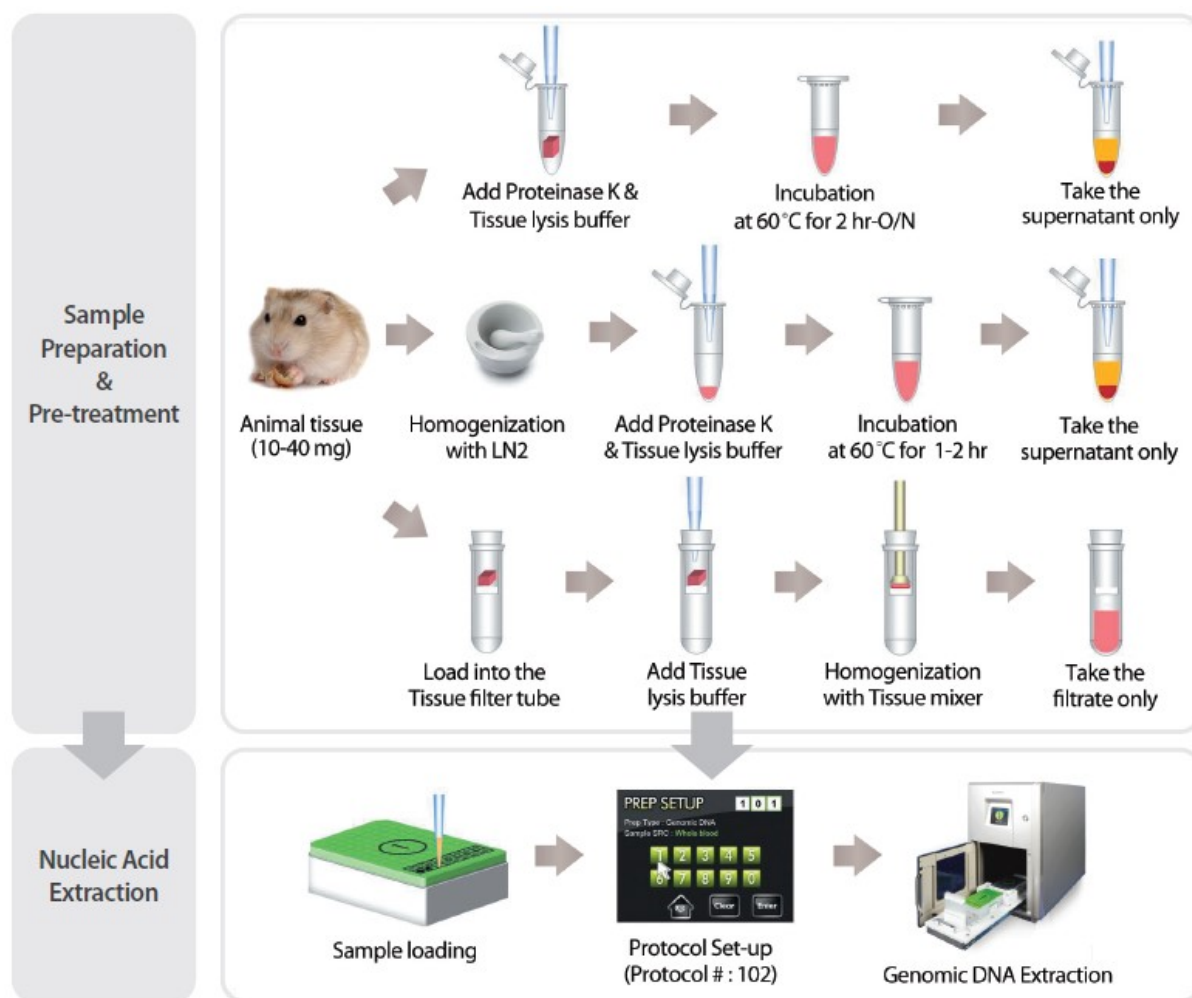 Sample
Preparation
&
Pre-treatment
Add Proteinase K &
Tissue lysis buffer
Incubation
at 60°C for 2 hr-O/N
Take the
supernatant only
Animal tissue
(10-40 mg)
Homogenization
with LN2
Add Proteinase K
& Tissue lysis buffer
Incubation
at 60°C for 1-2 hr
Take the
supernatant only
Load into the
Tissue filter tube
Add Tissue
lysis buffer
Homogenization
with Tissue mixer
Take the
filtrate only
Nucleic Acid
Extraction
Sample loading
PREP SETUP 1 0 1
Prep Type : Genomic DNA
Sample SRC : Whole blood
1 2 3 4 5
6 7 8 9 0
Clear Enter
Protocol Set-up
(Protocol # : 102)
Genomic DNA Extraction